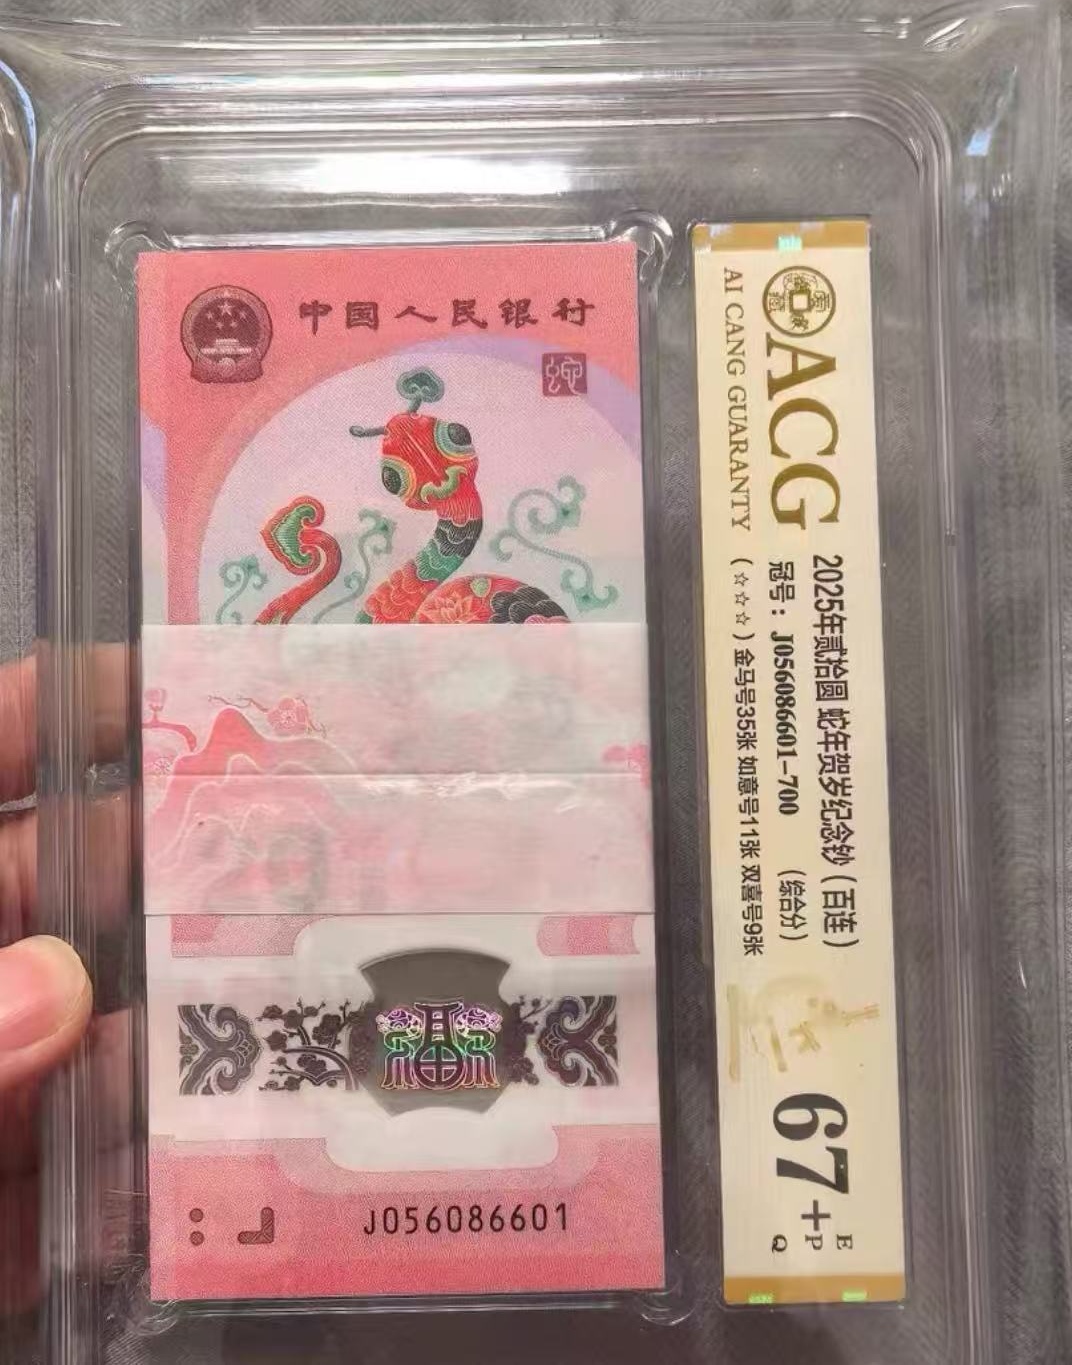 中国人民银行
蛇
J056086601
ACG
AI CANG GUARANTY
2025年贰拾圆 蛇年贺岁纪念钞（百连）
冠号：J056086601-700 （综合分）
（☆☆☆）金马号35张 如意号11张 双喜号9张
67+
E
P
Q